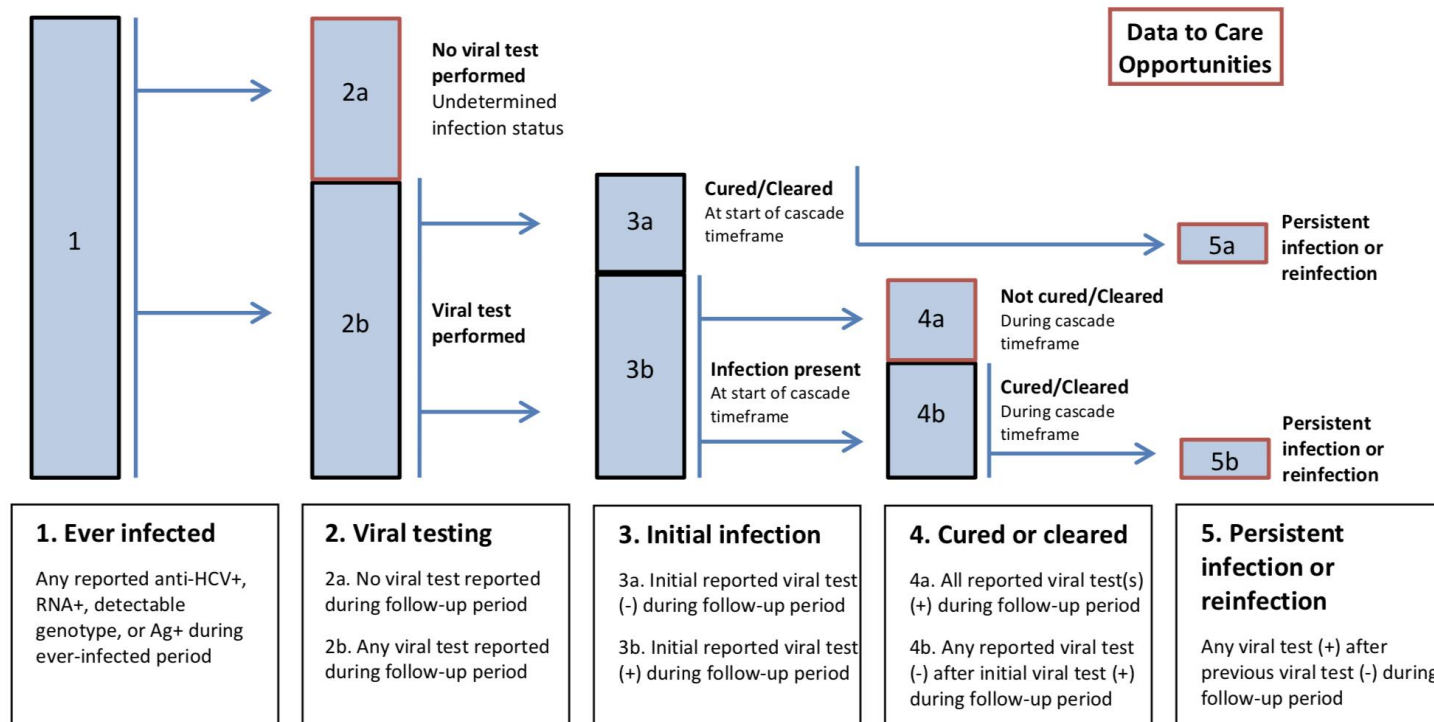 Data to Care
Opportunities
1
2a
No viral test
performed
Undetermined
infection status
2b
Viral test
performed
3a
Cured/Cleared
At start of cascade
timeframe
3b
Infection present
At start of cascade
timeframe
4a
Not cured/Cleared
During cascade
timeframe
4b
Cured/Cleared
During cascade
timeframe
5a
Persistent
infection or
reinfection
5b
Persistent
infection or
reinfection
1. Ever infected
Any reported anti-HCV+,
RNA+, detectable
genotype, or Ag+ during
ever-infected period
2. Viral testing
2a. No viral test reported
during follow-up period
2b. Any viral test reported
during follow-up period
3. Initial infection
3a. Initial reported viral test
(-) during follow-up period
3b. Initial reported viral test
(+) during follow-up period
4. Cured or cleared
4a. All reported viral test(s)
(+) during follow-up period
4b. Any reported viral test
(-) after initial viral test (+)
during follow-up period
5. Persistent
infection or
reinfection
Any viral test (+) after
previous viral test (-) during
follow-up period